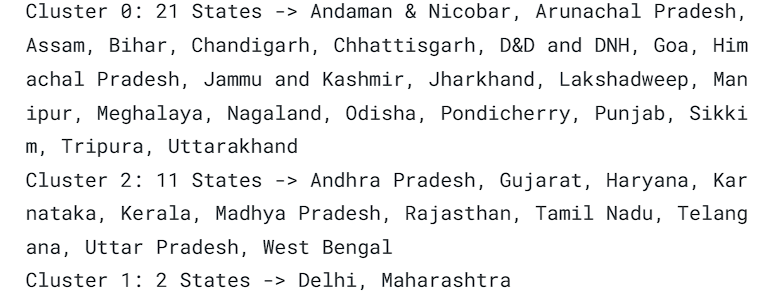 Cluster 0: 21 States -> Andaman & Nicobar, Arunachal Pradesh,
Assam, Bihar, Chandigarh, Chhattisgarh, D&D and DNH, Goa, Him
achal Pradesh, Jammu and Kashmir, Jharkhand, Lakshadweep, Man
ipur, Meghalaya, Nagaland, Odisha, Pondicherry, Punjab, Sikki
m, Tripura, Uttarakhand
Cluster 2: 11 States -> Andhra Pradesh, Gujarat, Haryana, Kar
nataka, Kerala, Madhya Pradesh, Rajasthan, Tamil Nadu, Telang
ana, Uttar Pradesh, West Bengal
Cluster 1: 2 States -> Delhi, Maharashtra